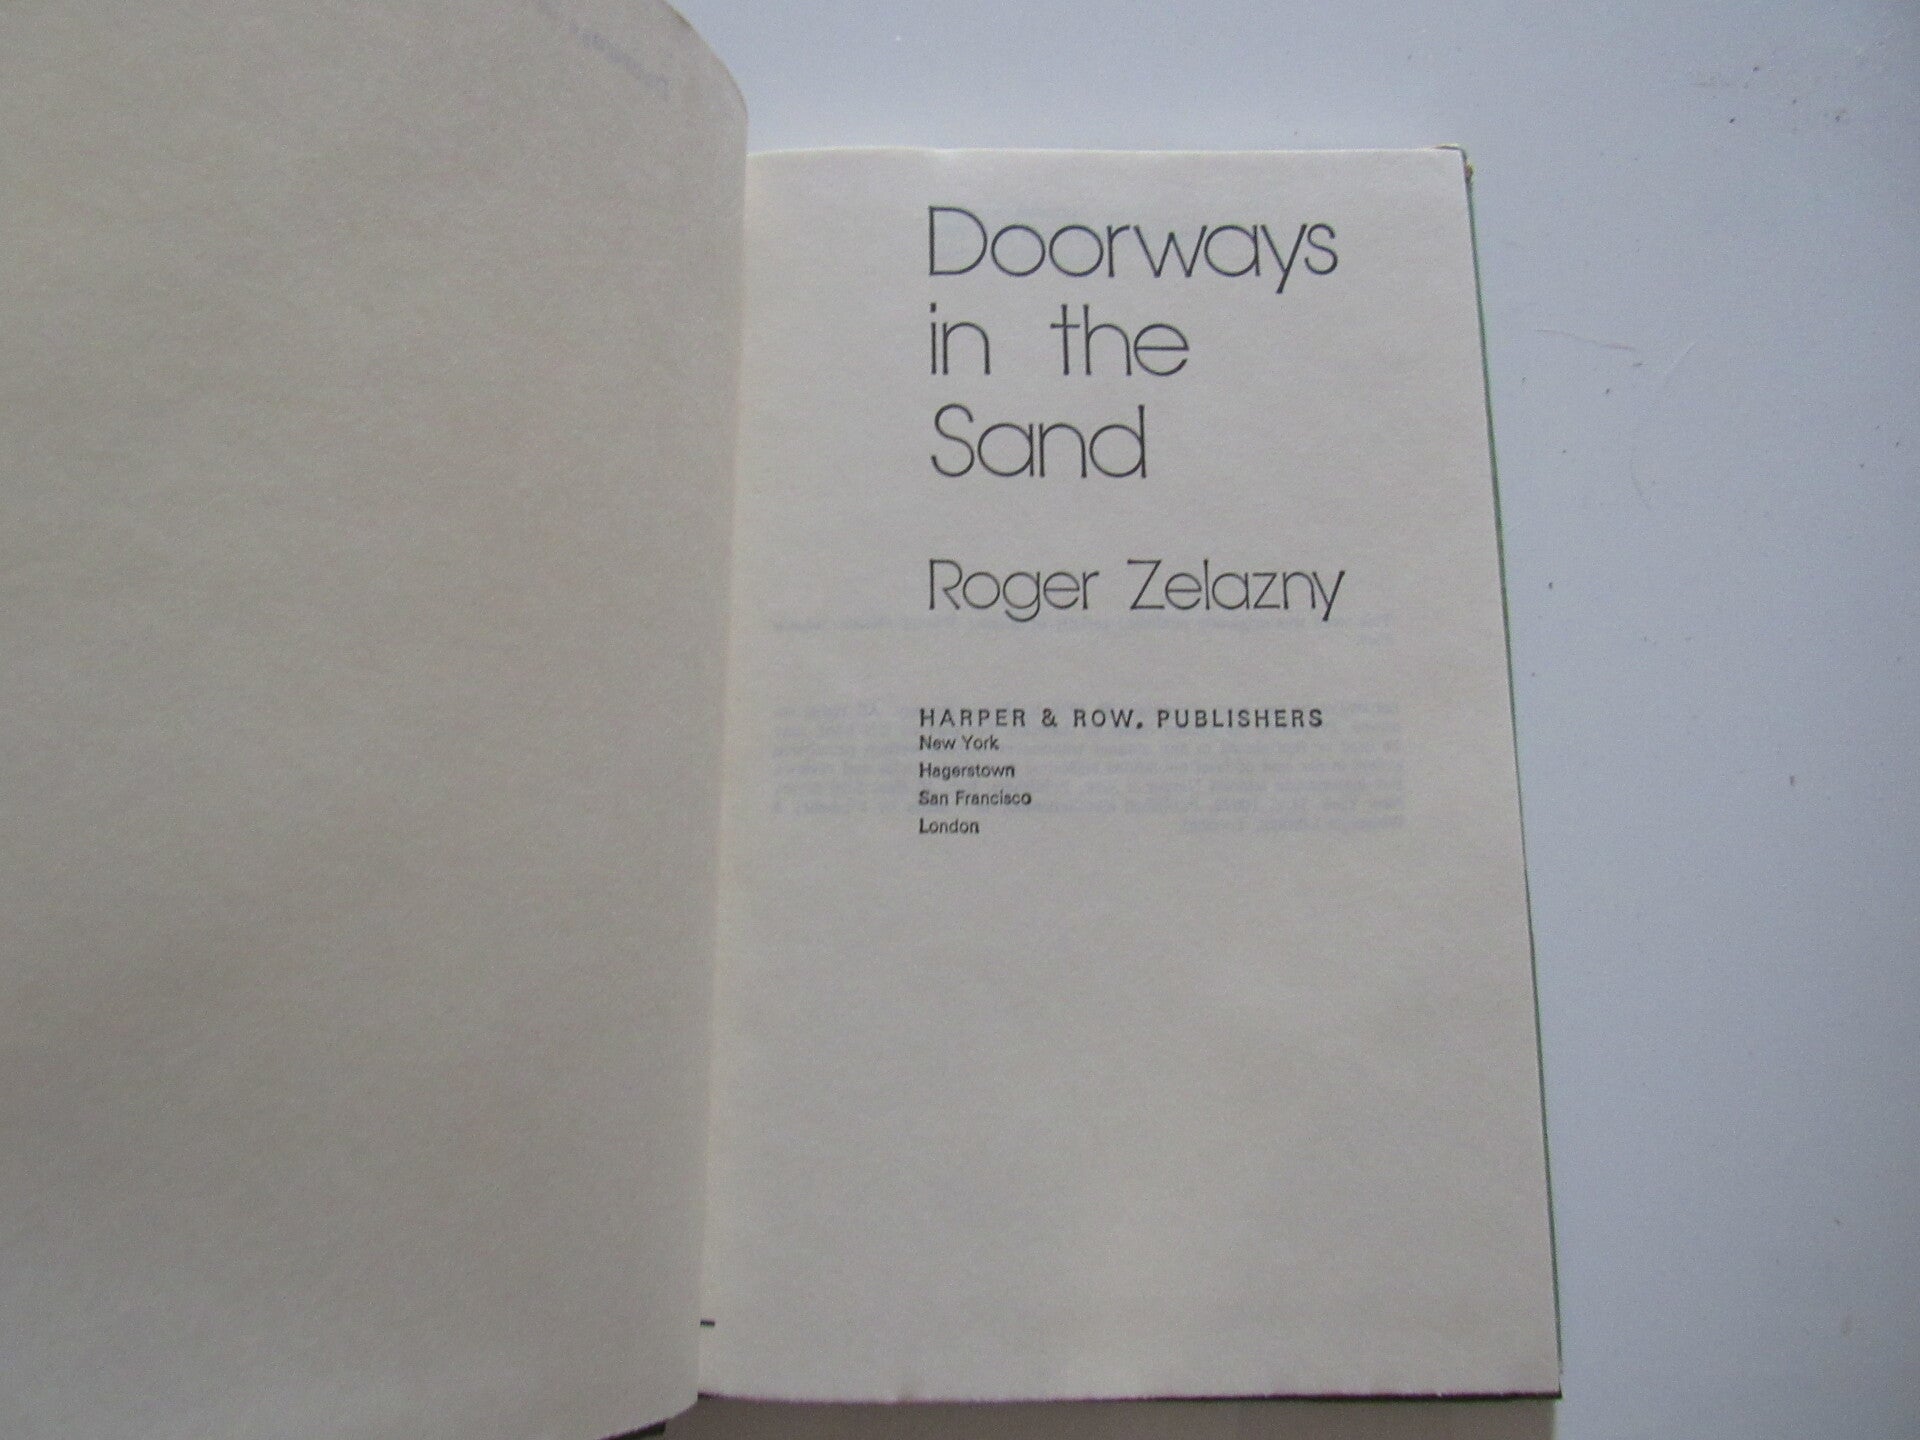 Doorways
in the
Sand
Roger Zelazny
HARPER & ROW, PUBLISHERS
New York
Hagerstown
San Francisco
London